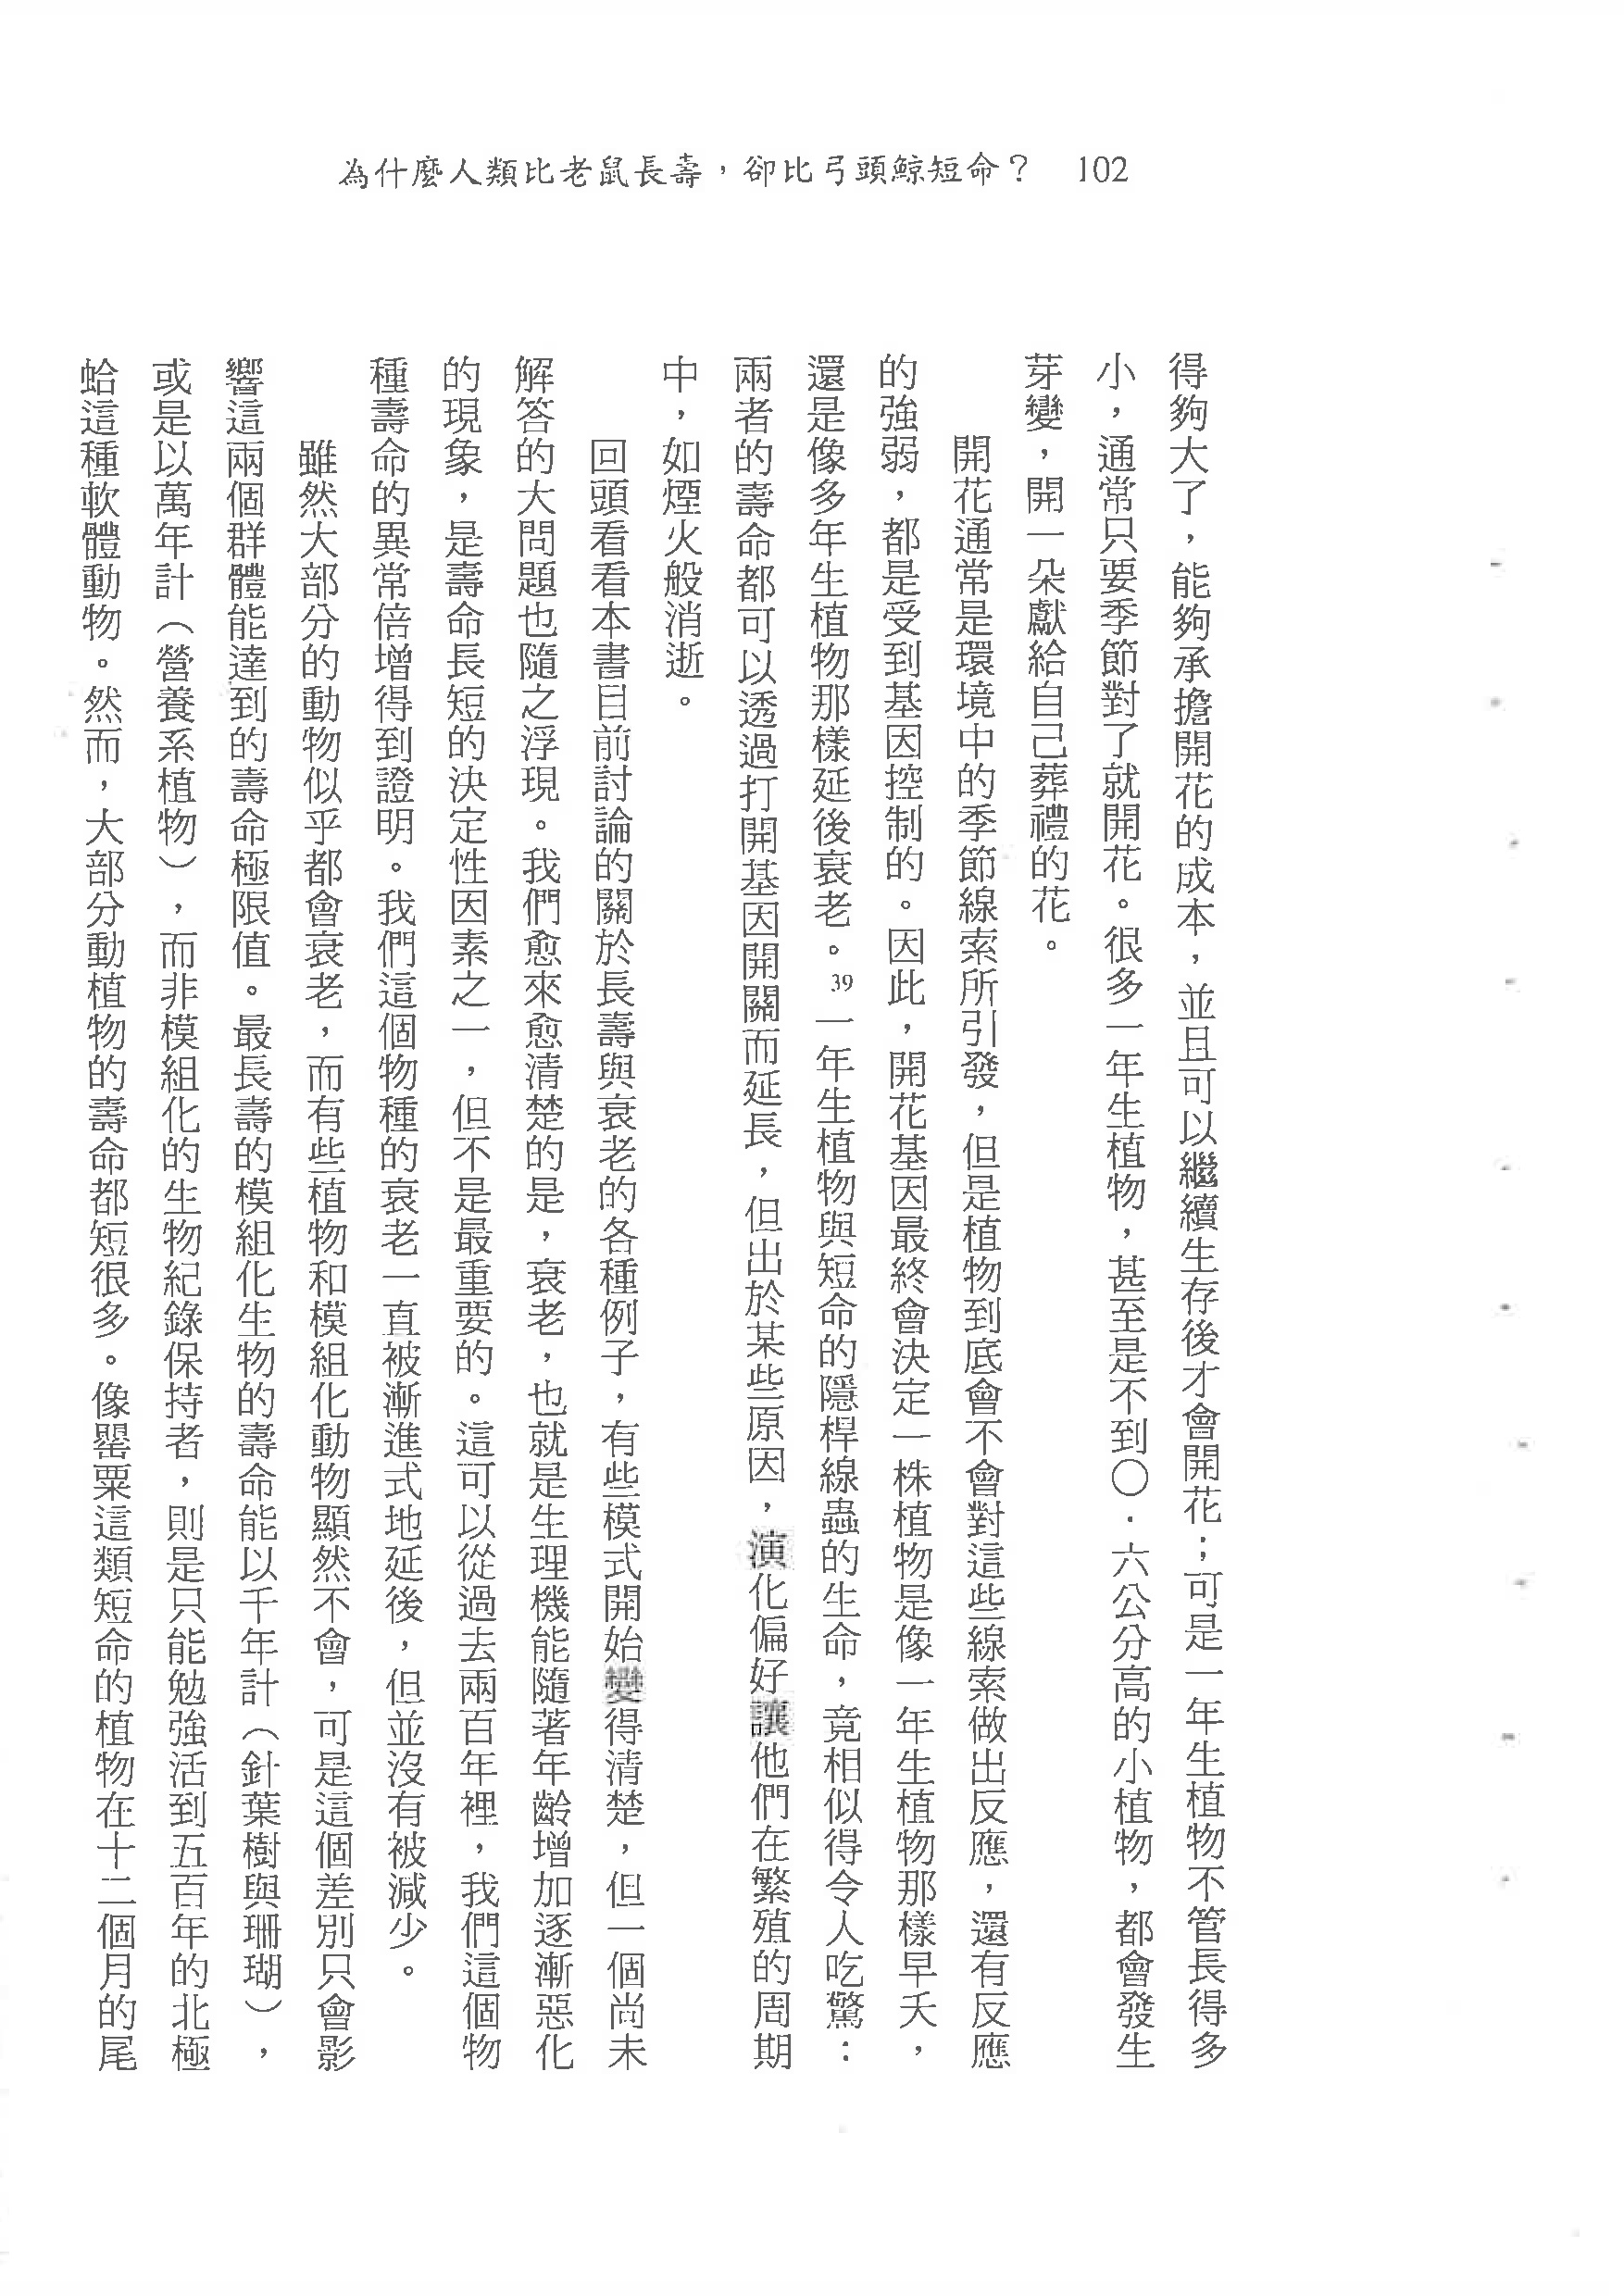 為什麼人類比老鼠長壽，卻比弓頭鯨短命？ 102
得夠大了，能夠承擔開花的成本，並且可以繼續生存後才會開花；可是一年生植物不管長得多
小，通常只要季節對了就開花。很多一年生植物，甚至是不到〇．六公分高的小植物，都會發生
芽變，開一朵獻給自己葬禮的花。
開花通常是環境中的季節線索所引發，但是植物到底會不會對這些線索做出反應，還有反應
的強弱，都是受到基因控制的。因此，開花基因最終會決定一株植物是像一年生植物那樣早夭，
還是像多年生植物那樣延後衰老。39一年生植物與短命的隱桿線蟲的生命，竟相似得令人吃驚：
兩者的壽命都可以透過打開基因開關而延長，但出於某些原因，演化偏好讓他們在繁殖的周期
中，如煙火般消逝。
回頭看看本書目前討論的關於長壽與衰老的各種例子，有些模式開始變得清楚，但一個尚未
解答的大問題也隨之浮現。我們愈來愈清楚的是，衰老，也就是生理機能隨著年齡增加逐漸惡化
的現象，是壽命長短的決定性因素之一，但不是最重要的。這可以從過去兩百年裡，我們這個物
種壽命的異常倍增得到證明。我們這個物種的衰老一直被漸進式地延後，但並沒有被減少。
雖然大部分的動物似乎都會衰老，而有些植物和模組化動物顯然不會，可是這個差別只會影
響這兩個群體能達到的壽命極限值。最長壽的模組化生物的壽命能以千年計（針葉樹與珊瑚），
或是以萬年計（營養系植物），而非模組化的生物紀錄保持者，則是只能勉強活到五百年的北極
蛤這種軟體動物。然而，大部分動植物的壽命都短很多。像罌粟這類短命的植物在十二個月的尾